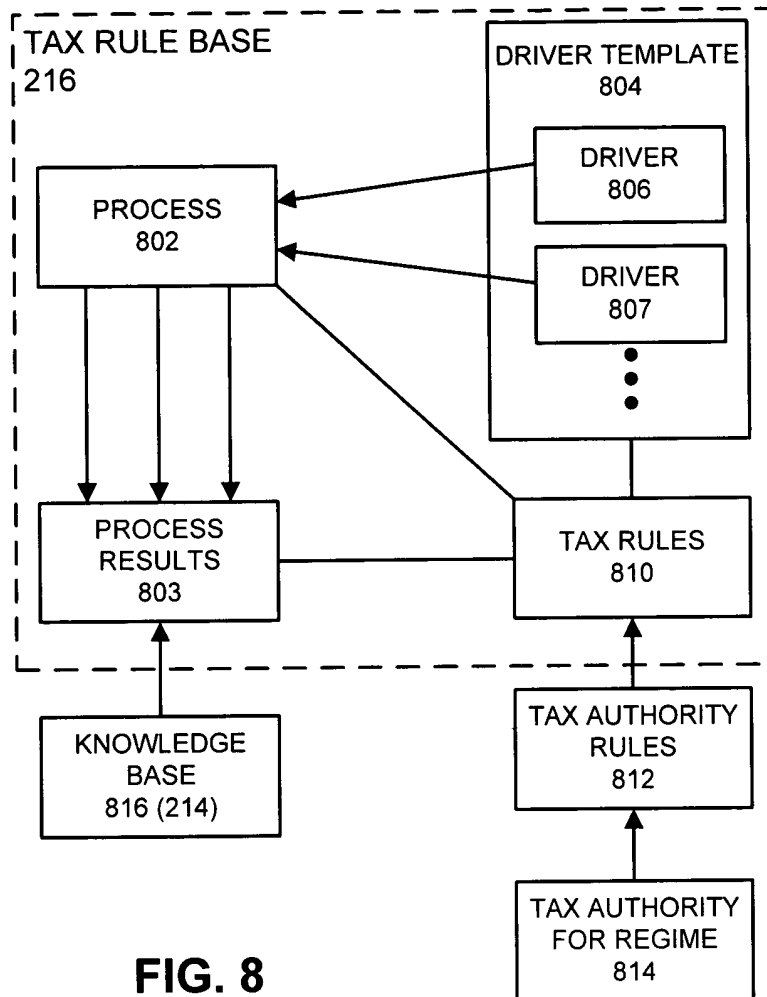 TAX RULE BASE
216
DRIVER TEMPLATE
804
DRIVER
806
PROCESS
802
DRIVER
807
PROCESS
RESULTS
803
TAX RULES
810
KNOWLEDGE
BASE
816 (214)
TAX AUTHORITY
RULES
812
TAX AUTHORITY
FOR REGIME
814
FIG. 8